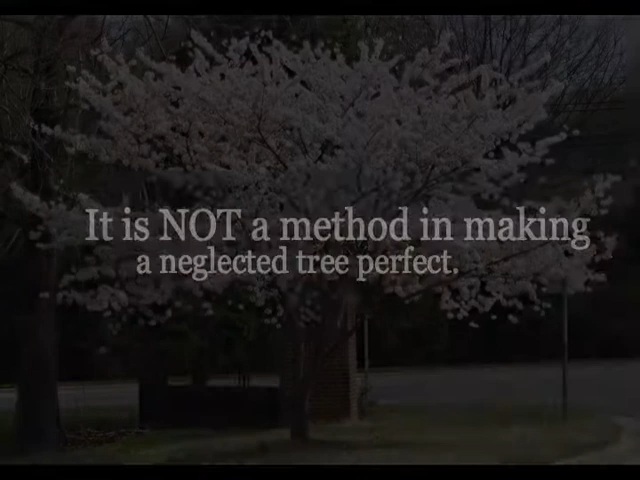 It is NOT a method in making
a neglected tree perfect.